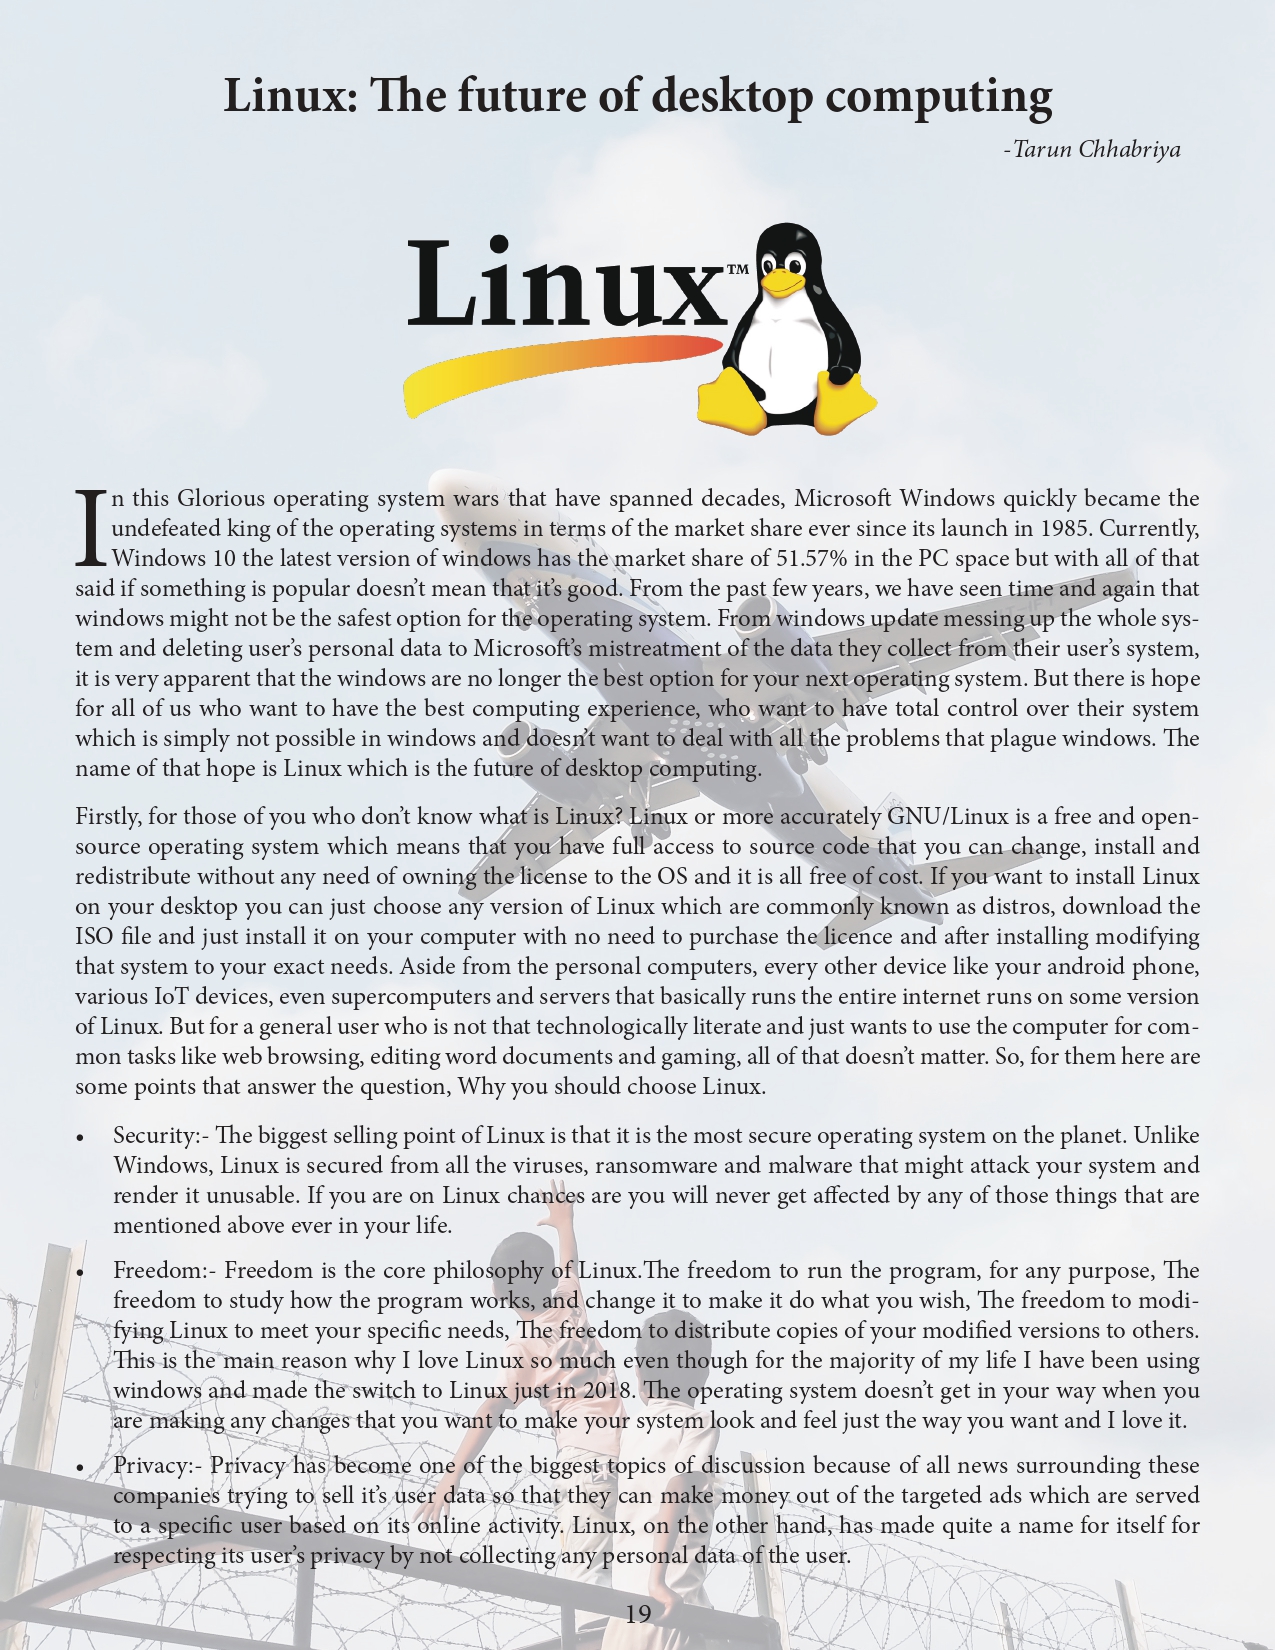 Linux: The future of desktop computing
-Tarun Chhabriya
Linux™
In this Glorious operating system wars that have spanned decades, Microsoft Windows quickly became the
undefeated king of the operating systems in terms of the market share ever since its launch in 1985. Currently,
Windows 10 the latest version of windows has the market share of 51.57% in the PC space but with all of that
said if something is popular doesn’t mean that it’s good. From the past few years, we have seen time and again that
windows might not be the safest option for the operating system. From windows update messing up the whole sys-
tem and deleting user’s personal data to Microsoft’s mistreatment of the data they collect from their user’s system,
it is very apparent that the windows are no longer the best option for your next operating system. But there is hope
for all of us who want to have the best computing experience, who want to have total control over their system
which is simply not possible in windows and doesn’t want to deal with all the problems that plague windows. The
name of that hope is Linux which is the future of desktop computing.
Firstly, for those of you who don’t know what is Linux? Linux or more accurately GNU/Linux is a free and open-
source operating system which means that you have full access to source code that you can change, install and
redistribute without any need of owning the license to the OS and it is all free of cost. If you want to install Linux
on your desktop you can just choose any version of Linux which are commonly known as distros, download the
ISO file and just install it on your computer with no need to purchase the licence and after installing modifying
that system to your exact needs. Aside from the personal computers, every other device like your android phone,
various IoT devices, even supercomputers and servers that basically runs the entire internet runs on some version
of Linux. But for a general user who is not that technologically literate and just wants to use the computer for com-
mon tasks like web browsing, editing word documents and gaming, all of that doesn’t matter. So, for them here are
some points that answer the question, Why you should choose Linux.
• Security:- The biggest selling point of Linux is that it is the most secure operating system on the planet. Unlike
Windows, Linux is secured from all the viruses, ransomware and malware that might attack your system and
render it unusable. If you are on Linux chances are you will never get affected by any of those things that are
mentioned above ever in your life.
• Freedom:- Freedom is the core philosophy of Linux.The freedom to run the program, for any purpose, The
freedom to study how the program works, and change it to make it do what you wish, The freedom to modi-
fying Linux to meet your specific needs, The freedom to distribute copies of your modified versions to others.
This is the main reason why I love Linux so much even though for the majority of my life I have been using
windows and made the switch to Linux just in 2018. The operating system doesn’t get in your way when you
are making any changes that you want to make your system look and feel just the way you want and I love it.
• Privacy:- Privacy has become one of the biggest topics of discussion because of all news surrounding these
companies trying to sell it’s user data so that they can make money out of the targeted ads which are served
to a specific user based on its online activity. Linux, on the other hand, has made quite a name for itself for
respecting its user’s privacy by not collecting any personal data of the user.
19